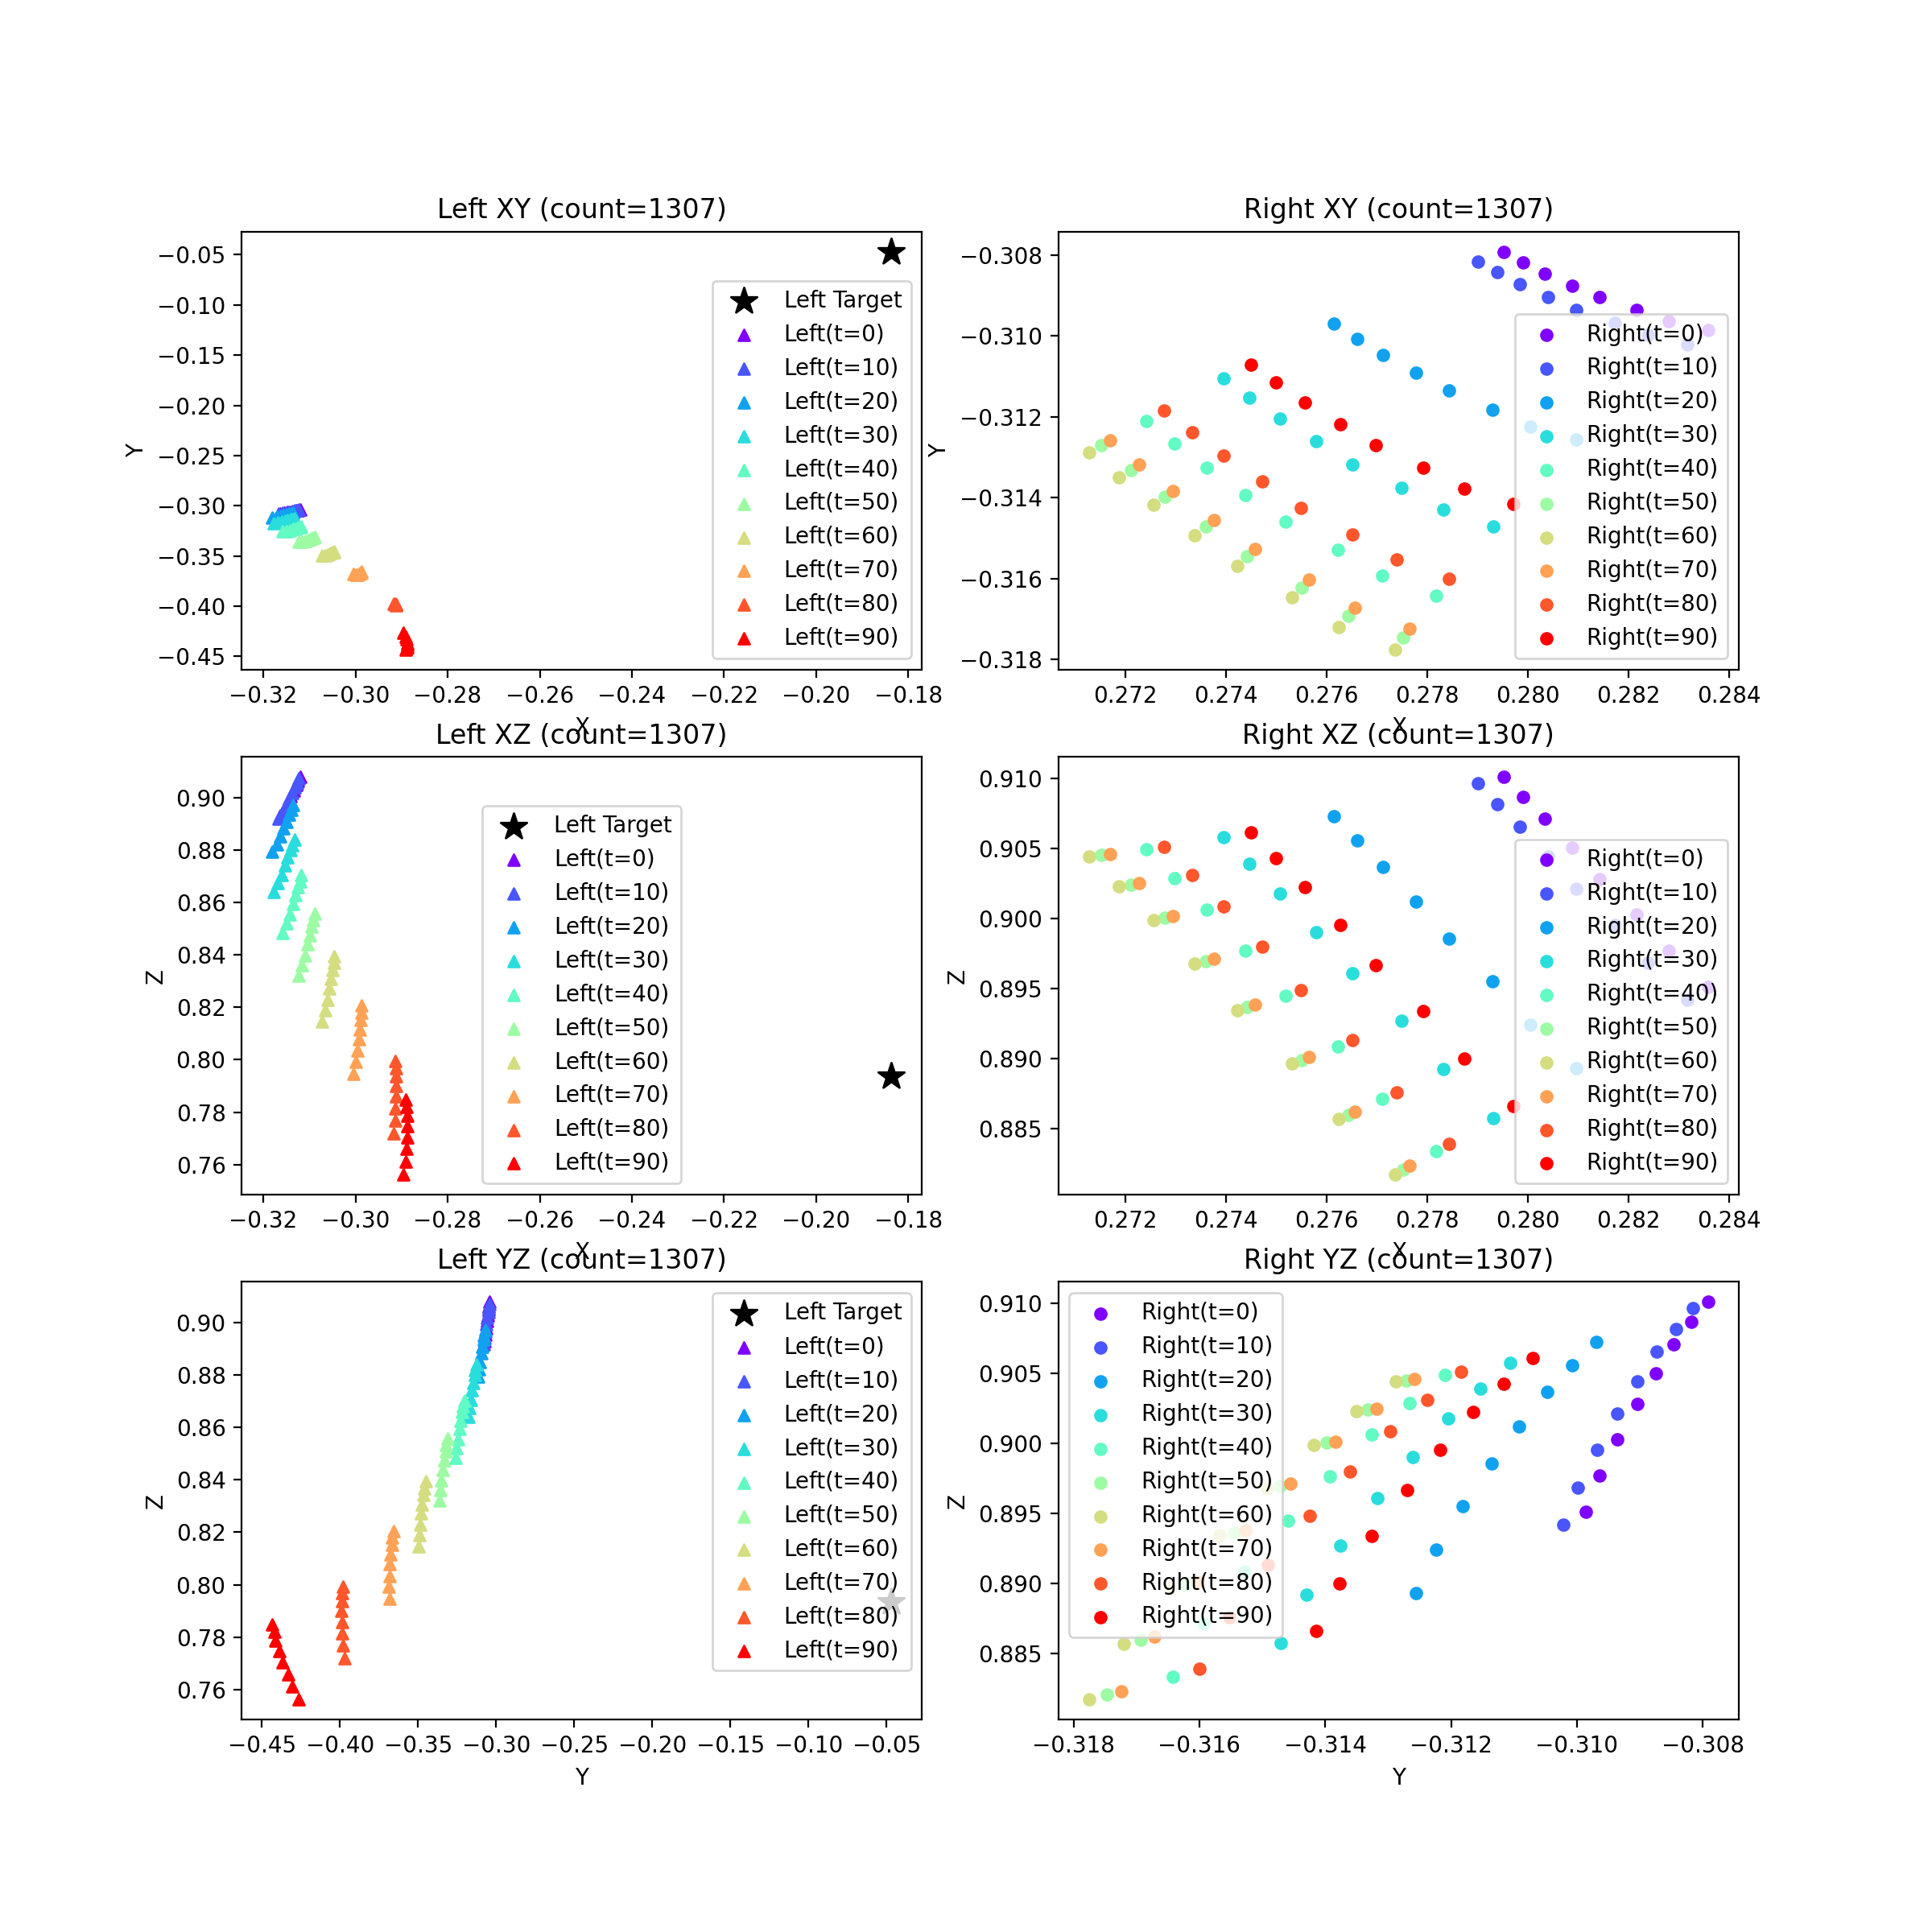 Left XY (count=1307)
−0.05
−0.10
−0.15
−0.20
−0.25
−0.30
−0.35
−0.40
−0.45
Y
−0.32
−0.30
−0.28
−0.26
−0.24
−0.22
−0.20
−0.18
X
Left Target
Left(t=0)
Left(t=10)
Left(t=20)
Left(t=30)
Left(t=40)
Left(t=50)
Left(t=60)
Left(t=70)
Left(t=80)
Left(t=90)
Right XY (count=1307)
−0.308
−0.310
−0.312
−0.314
−0.316
−0.318
Y
0.272
0.274
0.276
0.278
0.280
0.282
0.284
X
Right(t=0)
Right(t=10)
Right(t=20)
Right(t=30)
Right(t=40)
Right(t=50)
Right(t=60)
Right(t=70)
Right(t=80)
Right(t=90)
Left XZ (count=1307)
0.90
0.88
0.86
0.84
0.82
0.80
0.78
0.76
Z
−0.32
−0.30
−0.28
−0.26
−0.24
−0.22
−0.20
−0.18
X
Left Target
Left(t=0)
Left(t=10)
Left(t=20)
Left(t=30)
Left(t=40)
Left(t=50)
Left(t=60)
Left(t=70)
Left(t=80)
Left(t=90)
Right XZ (count=1307)
0.910
0.905
0.900
0.895
0.890
0.885
Z
0.272
0.274
0.276
0.278
0.280
0.282
0.284
X
Right(t=0)
Right(t=10)
Right(t=20)
Right(t=30)
Right(t=40)
Right(t=50)
Right(t=60)
Right(t=70)
Right(t=80)
Right(t=90)
Left YZ (count=1307)
0.90
0.88
0.86
0.84
0.82
0.80
0.78
0.76
Z
−0.45
−0.40
−0.35
−0.30
−0.25
−0.20
−0.15
−0.10
−0.05
Y
Left Target
Left(t=0)
Left(t=10)
Left(t=20)
Left(t=30)
Left(t=40)
Left(t=50)
Left(t=60)
Left(t=70)
Left(t=80)
Left(t=90)
Right YZ (count=1307)
0.910
0.905
0.900
0.895
0.890
0.885
Z
−0.318
−0.316
−0.314
−0.312
−0.310
−0.308
Y
Right(t=0)
Right(t=10)
Right(t=20)
Right(t=30)
Right(t=40)
Right(t=50)
Right(t=60)
Right(t=70)
Right(t=80)
Right(t=90)